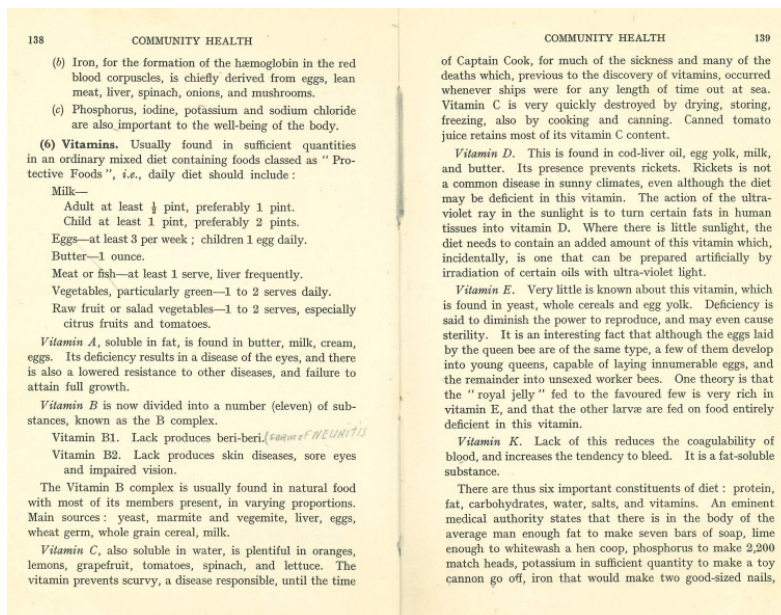 138 COMMUNITY HEALTH
(b) Iron, for the formation of the hæmoglobin in the red
blood corpuscles, is chiefly derived from eggs, lean
meat, liver, spinach, onions, and mushrooms.
(c) Phosphorus, iodine, potassium and sodium chloride
are also important to the well-being of the body.
(6) Vitamins. Usually found in sufficient quantities
in an ordinary mixed diet containing foods classed as " Pro-
tective Foods ", i.e., daily diet should include :
Milk—
Adult at least ½ pint, preferably 1 pint.
Child at least 1 pint, preferably 2 pints.
Eggs—at least 3 per week ; children 1 egg daily.
Butter—1 ounce.
Meat or fish—at least 1 serve, liver frequently.
Vegetables, particularly green—1 to 2 serves daily.
Raw fruit or salad vegetables—1 to 2 serves, especially
citrus fruits and tomatoes.
Vitamin A, soluble in fat, is found in butter, milk, cream,
eggs. Its deficiency results in a disease of the eyes, and there
is also a lowered resistance to other diseases, and failure to
attain full growth.
Vitamin B is now divided into a number (eleven) of sub-
stances, known as the B complex.
Vitamin B1. Lack produces beri-beri. (FORM OF NEURITIS
Vitamin B2. Lack produces skin diseases, sore eyes
and impaired vision.
The Vitamin B complex is usually found in natural food
with most of its members present, in varying proportions.
Main sources : yeast, marmite and vegemite, liver, eggs,
wheat germ, whole grain cereal, milk.
Vitamin C, also soluble in water, is plentiful in oranges,
lemons, grapefruit, tomatoes, spinach, and lettuce. The
vitamin prevents scurvy, a disease responsible, until the time
COMMUNITY HEALTH 139
of Captain Cook, for much of the sickness and many of the
deaths which, previous to the discovery of vitamins, occurred
whenever ships were for any length of time out at sea.
Vitamin C is very quickly destroyed by drying, storing,
freezing, also by cooking and canning. Canned tomato
juice retains most of its vitamin C content.
Vitamin D. This is found in cod-liver oil, egg yolk, milk,
and butter. Its presence prevents rickets. Rickets is not
a common disease in sunny climates, even although the diet
may be deficient in this vitamin. The action of the ultra-
violet ray in the sunlight is to turn certain fats in human
tissues into vitamin D. Where there is little sunlight, the
diet needs to contain an added amount of this vitamin which,
incidentally, is one that can be prepared artificially by
irradiation of certain oils with ultra-violet light.
Vitamin E. Very little is known about this vitamin, which
is found in yeast, whole cereals and egg yolk. Deficiency is
said to diminish the power to reproduce, and may even cause
sterility. It is an interesting fact that although the eggs laid
by the queen bee are of the same type, a few of them develop
into young queens, capable of laying innumerable eggs, and
the remainder into unsexed worker bees. One theory is that
the " royal jelly " fed to the favoured few is very rich in
vitamin E, and that the other larvæ are fed on food entirely
deficient in this vitamin.
Vitamin K. Lack of this reduces the coagulability of
blood, and increases the tendency to bleed. It is a fat-soluble
substance.
There are thus six important constituents of diet : protein,
fat, carbohydrates, water, salts, and vitamins. An eminent
medical authority states that there is in the body of the
average man enough fat to make seven bars of soap, lime
enough to whitewash a hen coop, phosphorus to make 2,200
match heads, potassium in sufficient quantity to make a toy
cannon go off, iron that would make two good-sized nails,